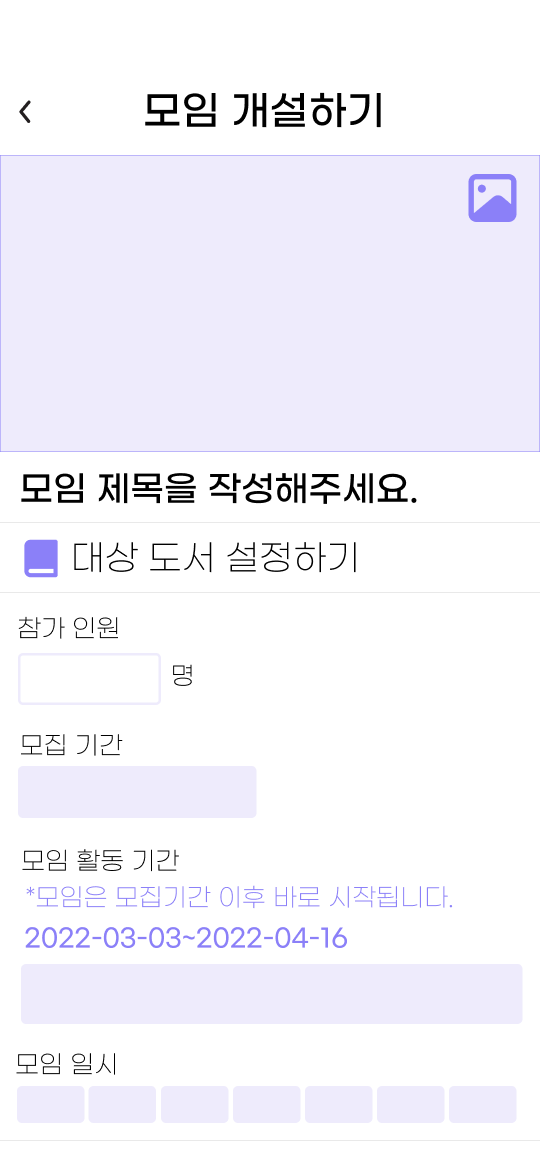 모임 개설하기
모임 제목을 작성해주세요.
대상 도서 설정하기
참가 인원
명
모집 기간
모임 활동 기간
*모임은 모집기간 이후 바로 시작됩니다.
2022-03-03~2022-04-16
모임 일시